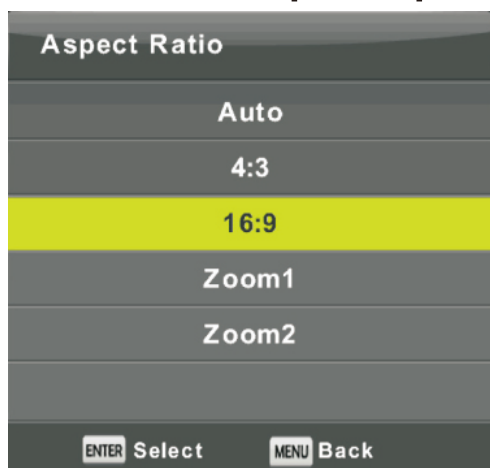 Aspect Ratio
Auto
4:3
16:9
Zoom1
Zoom2
ENTER Select MENU Back